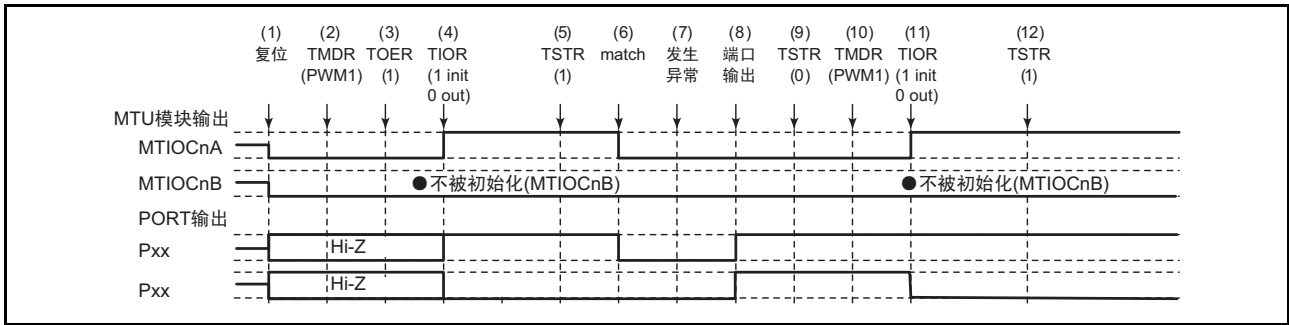 (1) (2) (3) (4) (5) (6) (7) (8) (9) (10) (11) (12)
复位 TMDR TOER TIOR TSTR match 发生 端口 TSTR TMDR TIOR TSTR
(PWM1) (1) (1 init (1) 异常 输出 (0) (PWM1) (1 init (1)
0 out) 0 out)
MTU模块输出
MTIOCnA
MTIOCnB ●不被初始化(MTIOCnB) ●不被初始化(MTIOCnB)
PORT输出
Pxx Hi-Z
Pxx Hi-Z